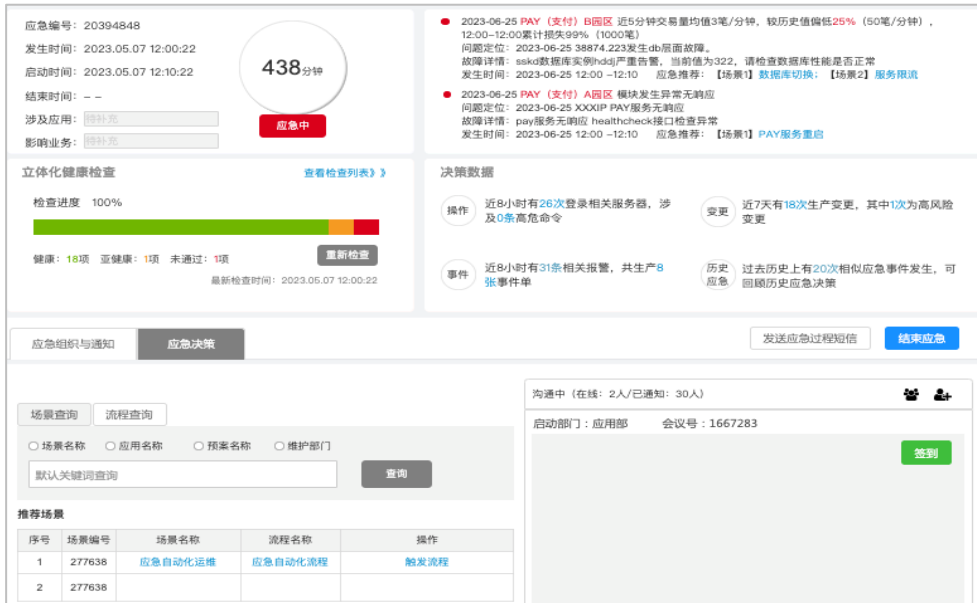 应急编号：20394848
发生时间：2023.05.07 12:00:22
启动时间：2023.05.07 12:10:22
结束时间：– –
涉及应用：待补充
影响业务：待补充
438分钟
应急中
2023-06-25 PAY（支付）B园区 近5分钟交易量均值3笔/分钟，较历史值偏低25%（50笔/分钟），
12:00–12:00累计损失99%（1000笔）
问题定位：2023-06-25 38874.223发生db层面故障。
故障详情：sskd数据库实例hddj严重告警，当前值为322，请检查数据库性能是否正常
发生时间：2023-06-25 12:00 –12:10 应急推荐：【场景1】数据库切换；【场景2】服务限流
2023-06-25 PAY（支付）A园区 模块发生异常无响应
问题定位：2023-06-25 XXXIP PAY服务无响应
故障详情：pay服务无响应 healthcheck接口检查异常
发生时间：2023-06-25 12:00 –12:10 应急推荐：【场景1】PAY服务重启
立体化健康检查
查看检查列表》》
检查进度 100%
健康：18项 亚健康：1项 未通过：1项
重新检查
最新检查时间：2023.05.07 12:00:22
决策数据
操作
近8小时有26次登录相关服务器，涉
及0条高危命令
变更
近7天有18次生产变更，其中1次为高风险
变更
事件
近8小时有31条相关报警，共生产8
张事件单
历史
应急
过去历史上有20次相似应急事件发生，可
回顾历史应急决策
应急组织与通知
应急决策
发送应急过程短信
结束应急
场景查询
流程查询
场景名称 应用名称 预案名称 维护部门
默认关键词查询
查询
推荐场景
序号 场景编号 场景名称 流程名称 操作
1 277638 应急自动化运维 应急自动化流程 触发流程
2 277638
沟通中（在线：2人/已通知：30人）
启动部门：应用部 会议号：1667283
签到